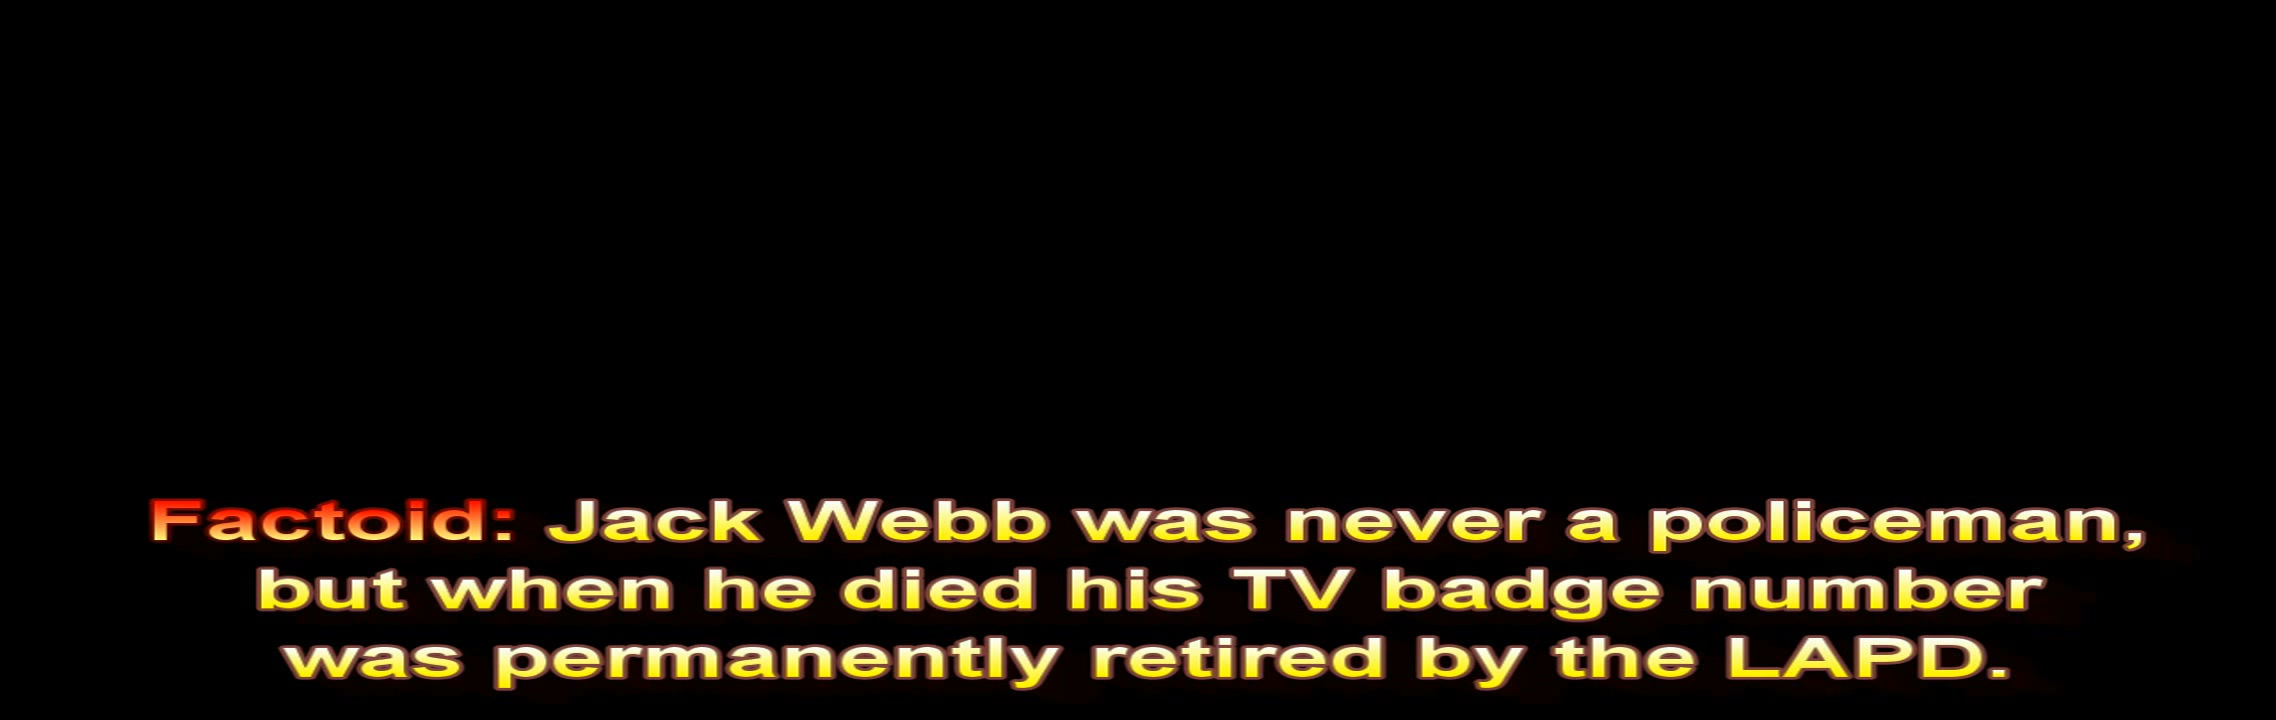 Factoid: Jack Webb was never a policeman,
but when he died his TV badge number
was permanently retired by the LAPD.